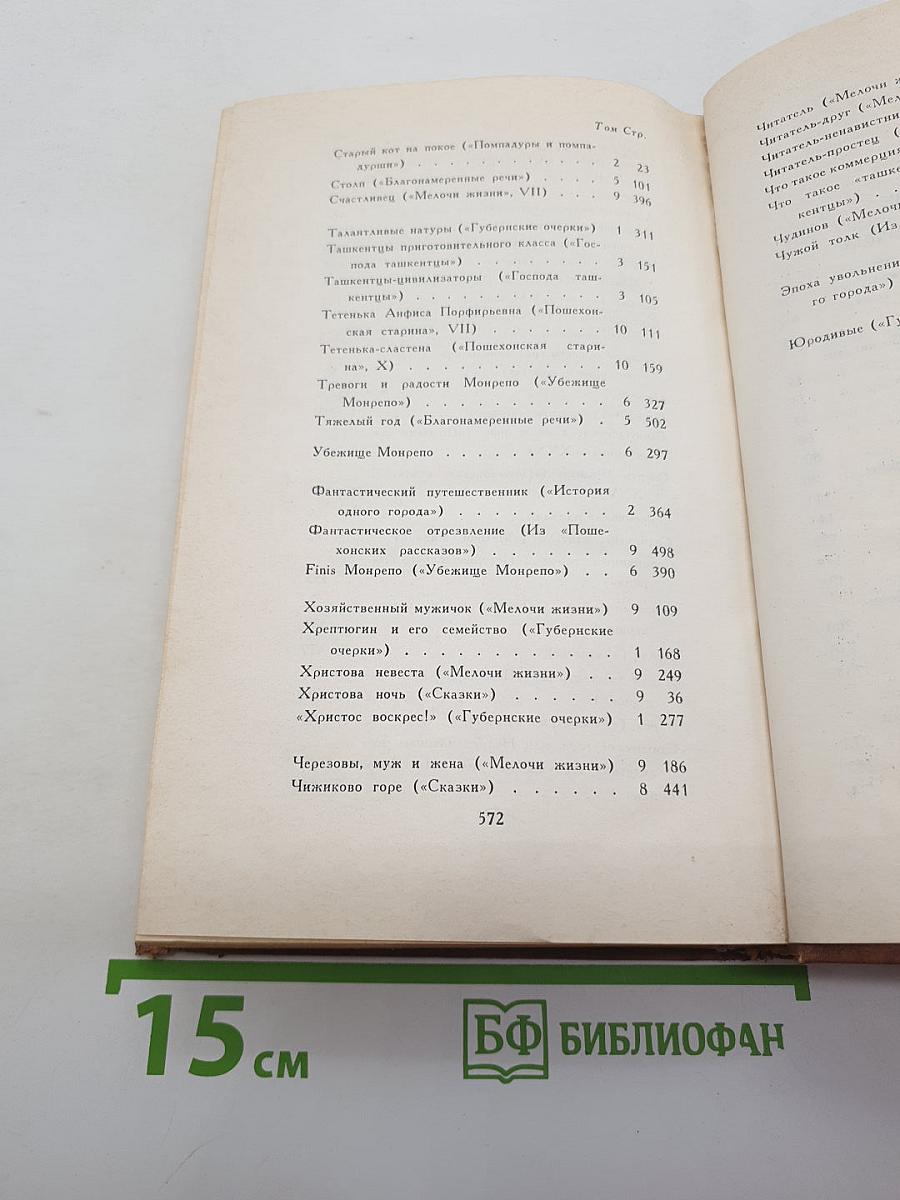 Том Стр.
Старый кот на покое («Помпадуры и помпа-
дурши») . . . . . . . . . . . . 2 23
Столп («Благонамеренные речи») . . . . 5 101
Счастливец («Мелочи жизни», VII) . . . 9 396
Талантливые натуры («Губернские очерки») 1 311
Ташкентцы приготовительного класса («Гос-
пода ташкентцы») . . . . . . . . 3 151
Ташкентцы-цивилизаторы («Господа таш-
кентцы») . . . . . . . . . . . . 3 105
Тетенька Анфиса Порфирьевна («Пошехон-
ская старина», VII) . . . . . . . 10 111
Тетенька-сластена («Пошехонская стари-
на», X) . . . . . . . . . . . . 10 159
Тревоги и радости Монрепо («Убежище
Монрепо») . . . . . . . . . . . 6 327
Тяжелый год («Благонамеренные речи») . 5 502
Убежище Монрепо . . . . . . . . . . 6 297
Фантастический путешественник («История
одного города») . . . . . . . . . 2 364
Фантастическое отрезвление (Из «Поше-
хонских рассказов») . . . . . . . 9 498
Finis Монрепо («Убежище Монрепо») . . 6 390
Хозяйственный мужичок («Мелочи жизни») 9 109
Хрептюгин и его семейство («Губернские
очерки») . . . . . . . . . . . . 1 168
Христова невеста («Мелочи жизни») . . 9 249
Христова ночь («Сказки») . . . . . . 9 36
«Христос воскрес!» («Губернские очерки») 1 277
Черезовы, муж и жена («Мелочи жизни») 9 186
Чижиково горе («Сказки») . . . . . . 8 441
572
Читатель («Мелочи
Читатель-друг
Читатель-ненавистни
Читатель-простец
Что такое коммерция
Что такое «ташке
кентцы») . .
Чудинов («Мелочи
Чужой толк (Из
Эпоха увольнени
го города»)
Юродивые («Гу
15 см
БФ БИБЛИОФАН